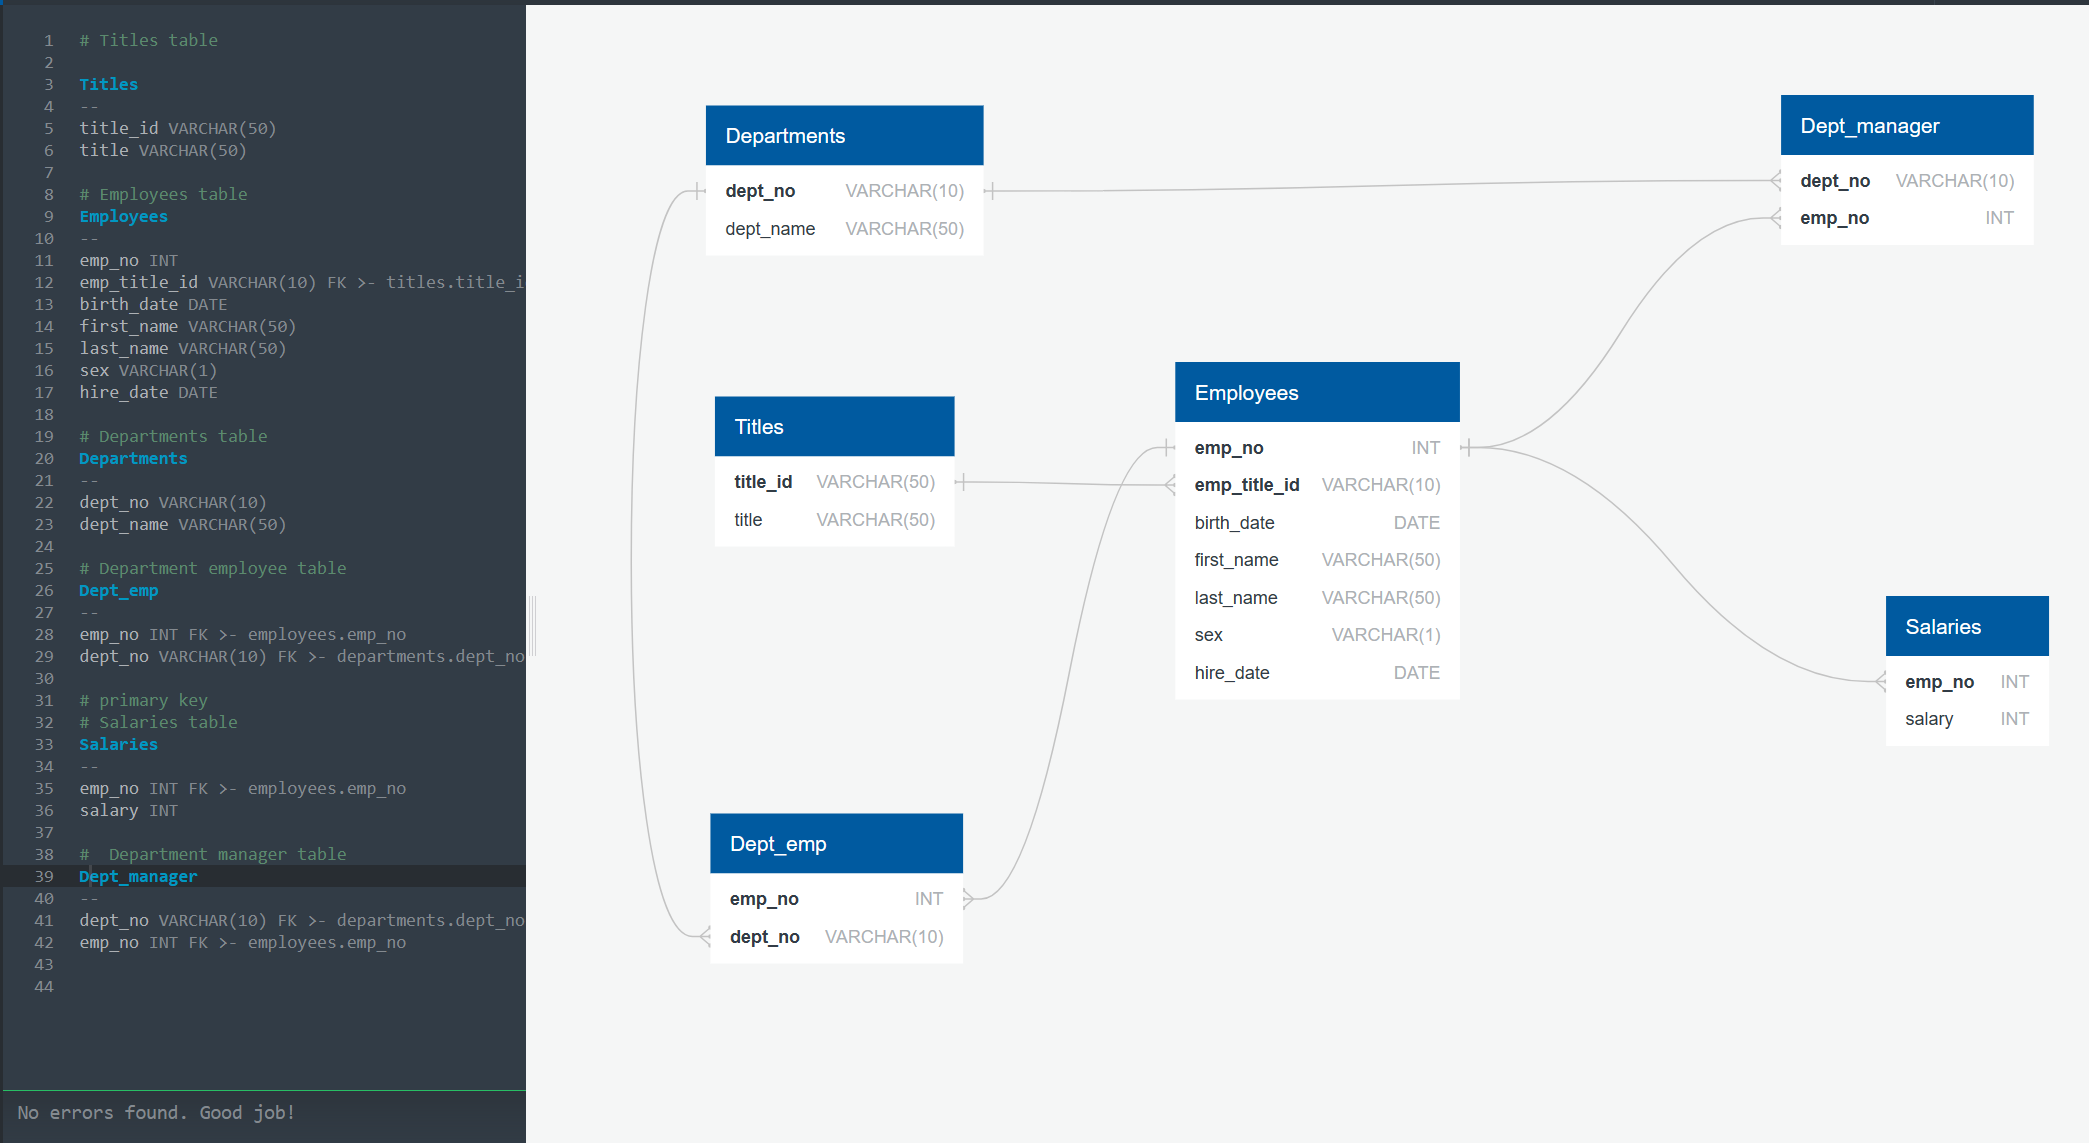 1 # Titles table
2
3 Titles
4 --
5 title_id VARCHAR(50)
6 title VARCHAR(50)
7
8 # Employees table
9 Employees
10 --
11 emp_no INT
12 emp_title_id VARCHAR(10) FK >- titles.title_i
13 birth_date DATE
14 first_name VARCHAR(50)
15 last_name VARCHAR(50)
16 sex VARCHAR(1)
17 hire_date DATE
18
19 # Departments table
20 Departments
21 --
22 dept_no VARCHAR(10)
23 dept_name VARCHAR(50)
24
25 # Department employee table
26 Dept_emp
27 --
28 emp_no INT FK >- employees.emp_no
29 dept_no VARCHAR(10) FK >- departments.dept_no
30
31 # primary key
32 # Salaries table
33 Salaries
34 --
35 emp_no INT FK >- employees.emp_no
36 salary INT
37
38 #  Department manager table
39 Dept_manager
40 --
41 dept_no VARCHAR(10) FK >- departments.dept_no
42 emp_no INT FK >- employees.emp_no
43
44
No errors found. Good job!
Departments
dept_no VARCHAR(10)
dept_name VARCHAR(50)
Dept_manager
dept_no VARCHAR(10)
emp_no INT
Titles
title_id VARCHAR(50)
title VARCHAR(50)
Employees
emp_no INT
emp_title_id VARCHAR(10)
birth_date DATE
first_name VARCHAR(50)
last_name VARCHAR(50)
sex VARCHAR(1)
hire_date DATE
Salaries
emp_no INT
salary INT
Dept_emp
emp_no INT
dept_no VARCHAR(10)